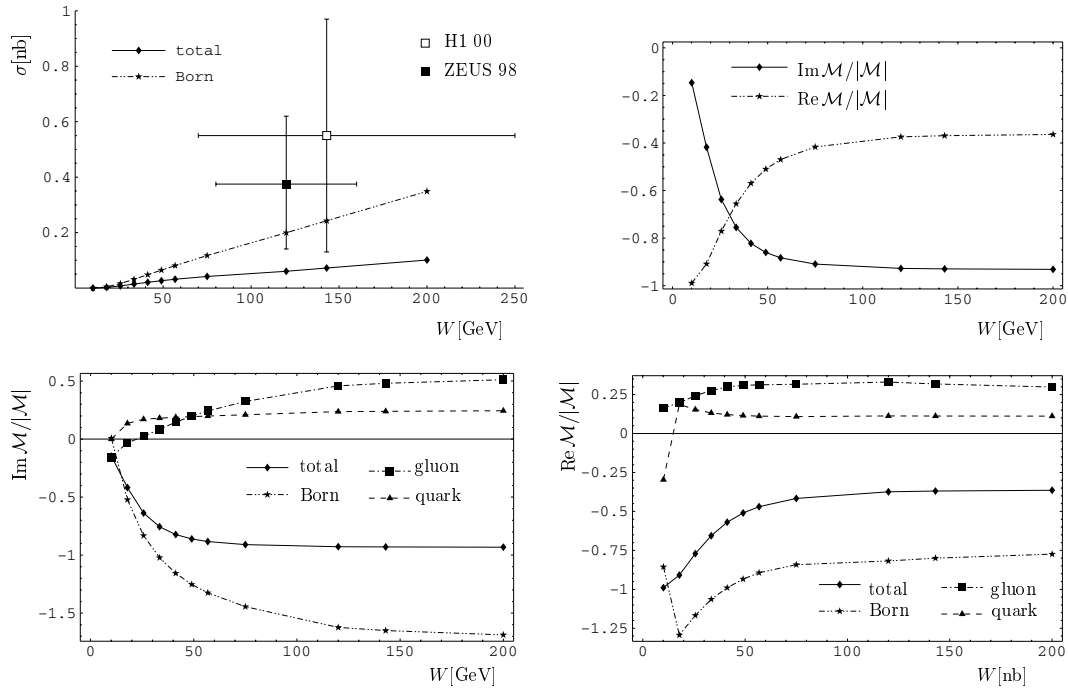 1
0.8
0.6
0.4
0.2
σ[nb]
total
Born
H1 00
ZEUS 98
50 100 150 200 250
W[GeV]
0
−0.2
−0.4
−0.6
−0.8
−1
Im M/|M|
Re M/|M|
0 50 100 150 200
W[GeV]
Im M/|M|
0.5
0
−0.5
−1
−1.5
total
Born
gluon
quark
0 50 100 150 200
W[GeV]
Re M/|M|
0.25
0
−0.25
−0.5
−0.75
−1
−1.25
total
Born
gluon
quark
0 50 100 150 200
W[nb]